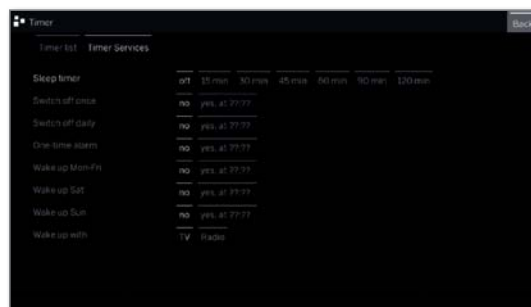 Timer
Back
Timer list Timer Services
Sleep timer off 15 min 30 min 45 min 60 min 90 min 120 min
Switch off once no yes, at ??:??
Switch off daily no yes, at ??:??
One-time alarm no yes, at ??:??
Wake up Mon-Fri no yes, at ??:??
Wake up Sat no yes, at ??:??
Wake up Sun no yes, at ??:??
Wake up with TV Radio